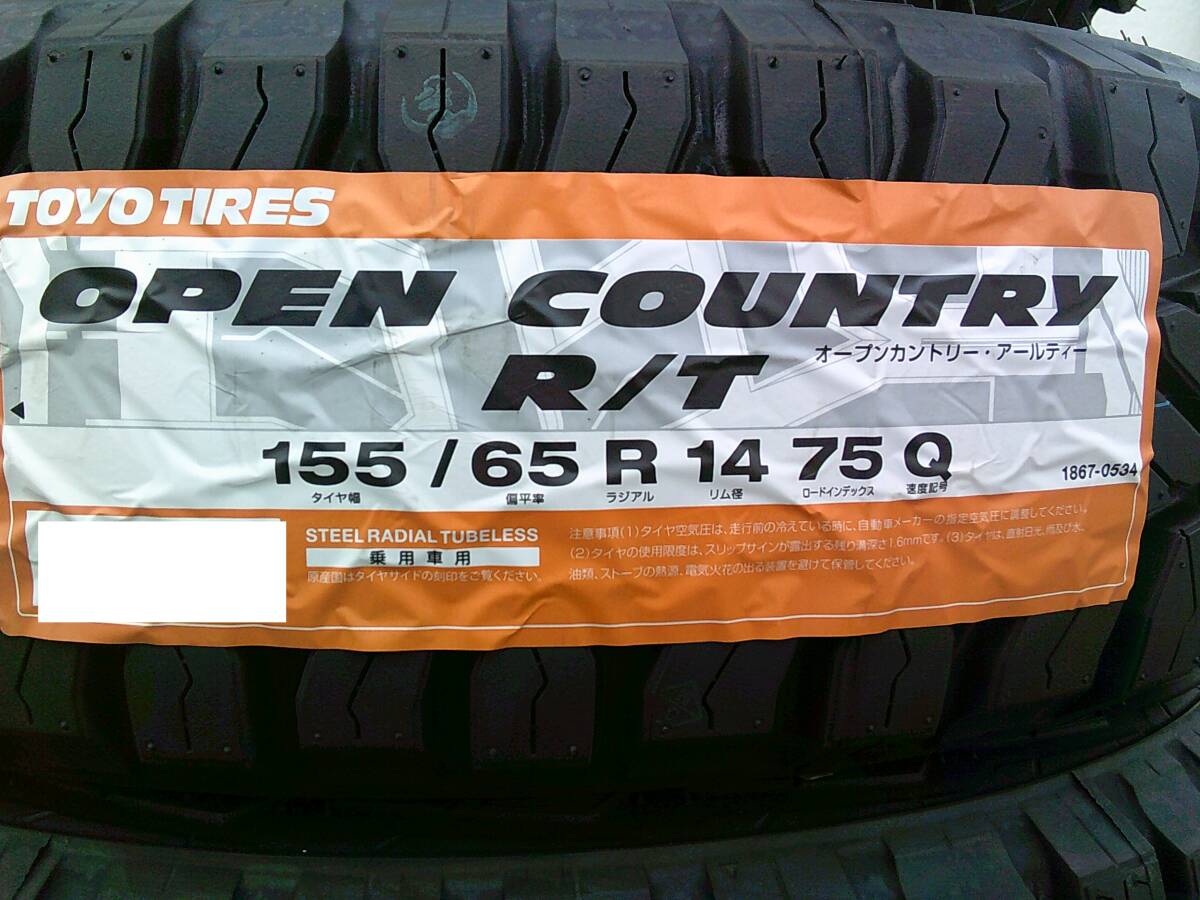 TOYO TIRES
OPEN COUNTRY
R/T
オープンカントリー・アールティー
155 / 65 R 14 75 Q
タイヤ幅 偏平率 ラジアル リム径 ロードインデックス 速度記号
1867-0534
STEEL RADIAL TUBELESS
乗用車用
原産国はタイヤサイドの刻印をご覧ください。
注意事項(1)タイヤ空気圧は、走行前の冷えている時に、自動車メーカーの指定空気圧に調整してください。
(2)タイヤの使用限度は、スリップサインが露出する残り溝深さ1.6mmです。(3)タイヤは、直射日光、雨及び水、
油類、ストーブの熱源、電気火花の出る装置を避けて保管してください。